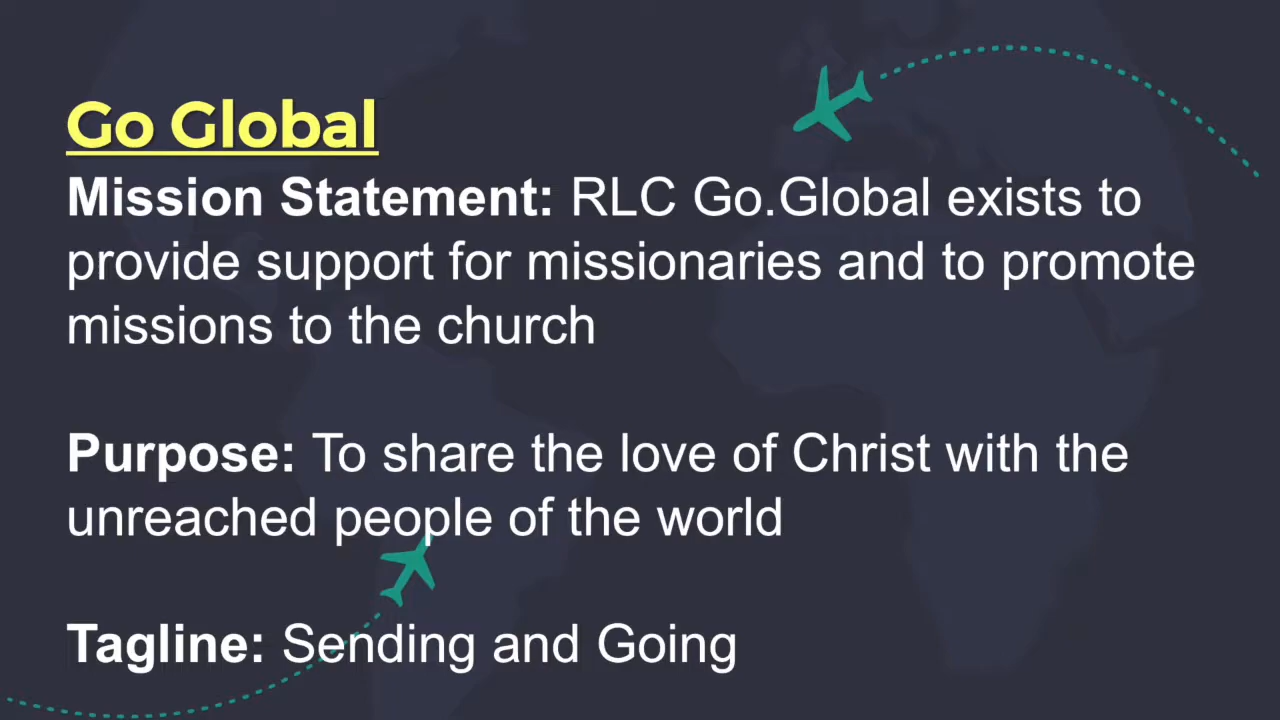 Go Global
Mission Statement: RLC Go.Global exists to
provide support for missionaries and to promote
missions to the church
Purpose: To share the love of Christ with the
unreached people of the world
Tagline: Sending and Going